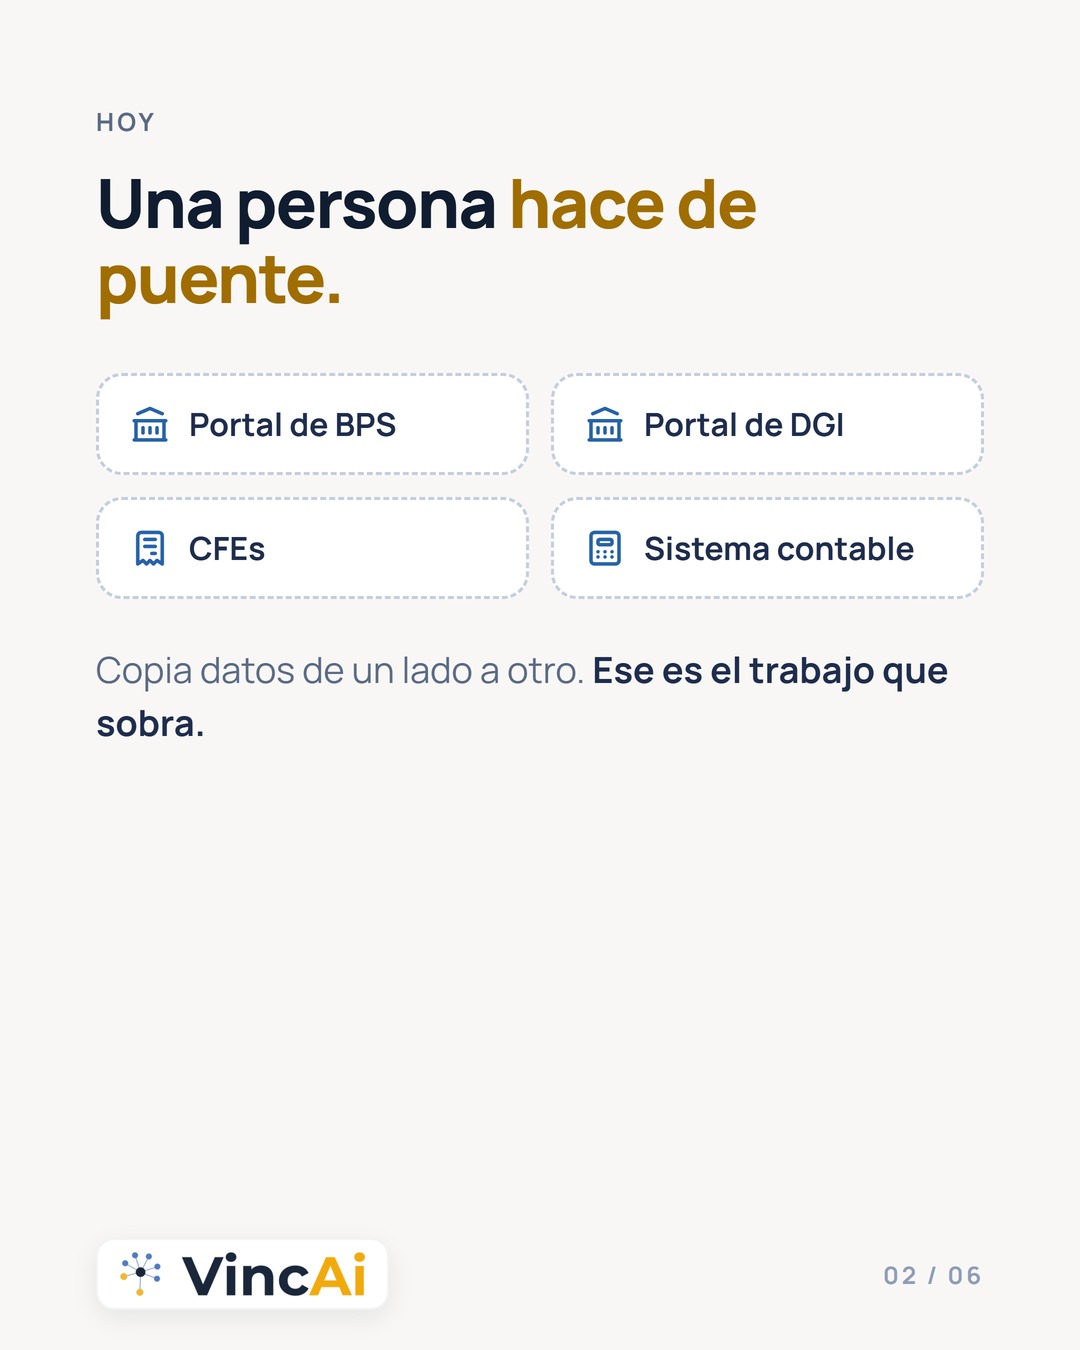 HOY
Una persona hace de
puente.
Portal de BPS
Portal de DGI
CFEs
Sistema contable
Copia datos de un lado a otro. Ese es el trabajo que
sobra.
VincAi
02 / 06